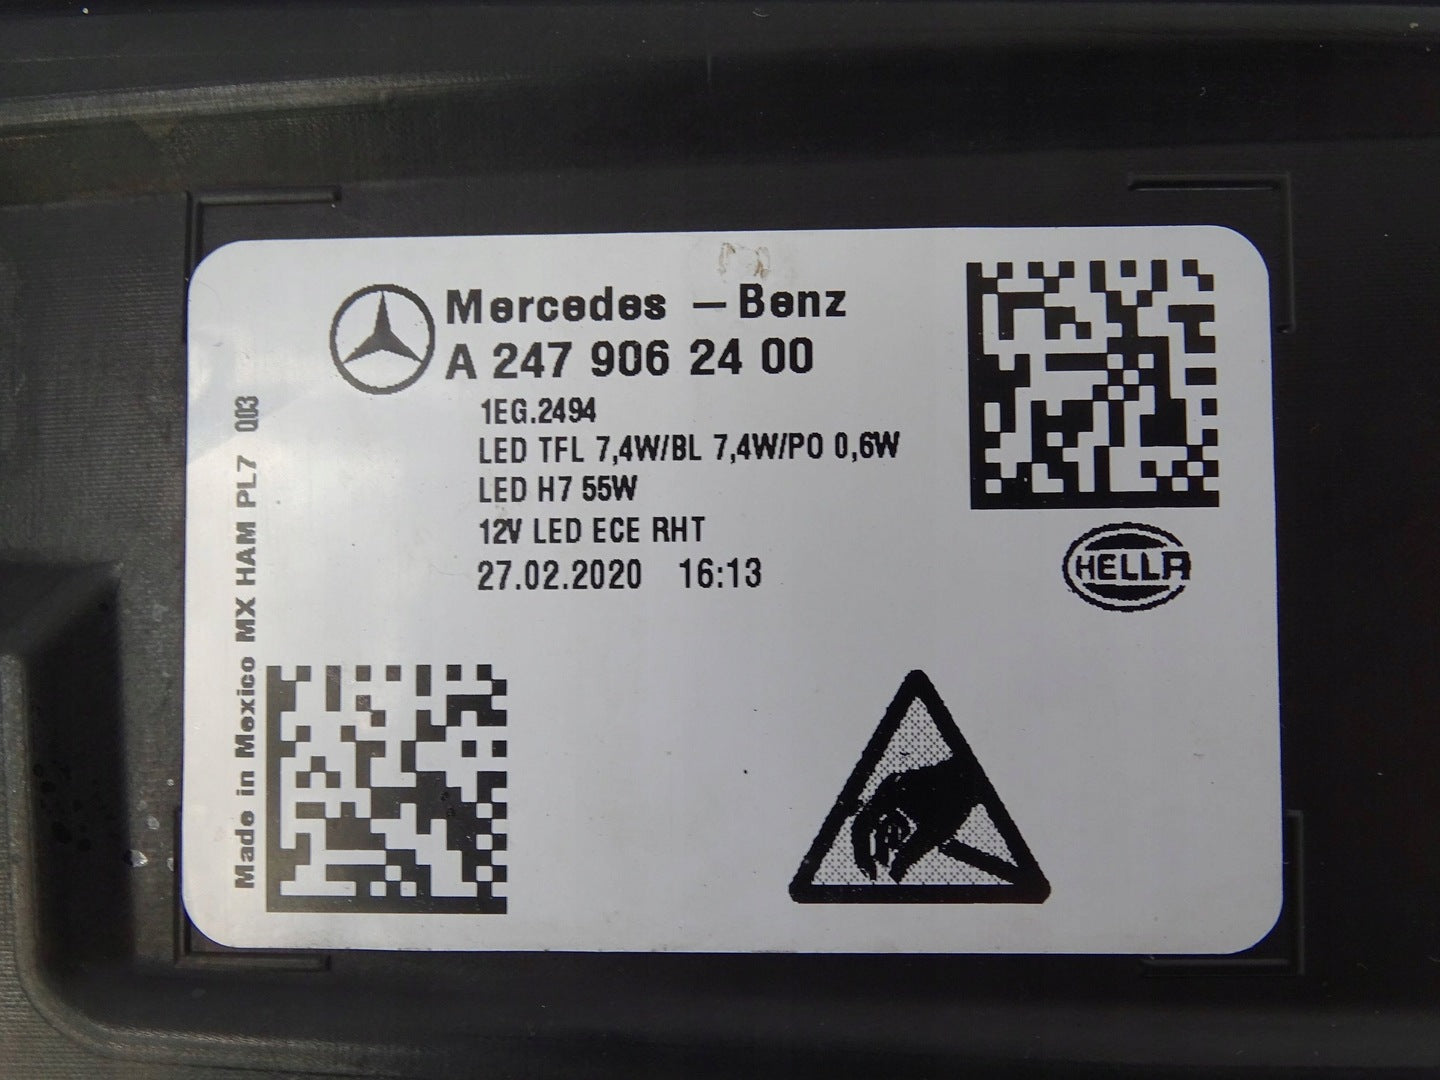 Mercedes – Benz
A 247 906 24 00
1EG.2494
LED TFL 7,4W/BL 7,4W/PO 0,6W
LED H7 55W
12V LED ECE RHT
27.02.2020 16:13
HELLA
Made in Mexico MX HAM PL7 Q03